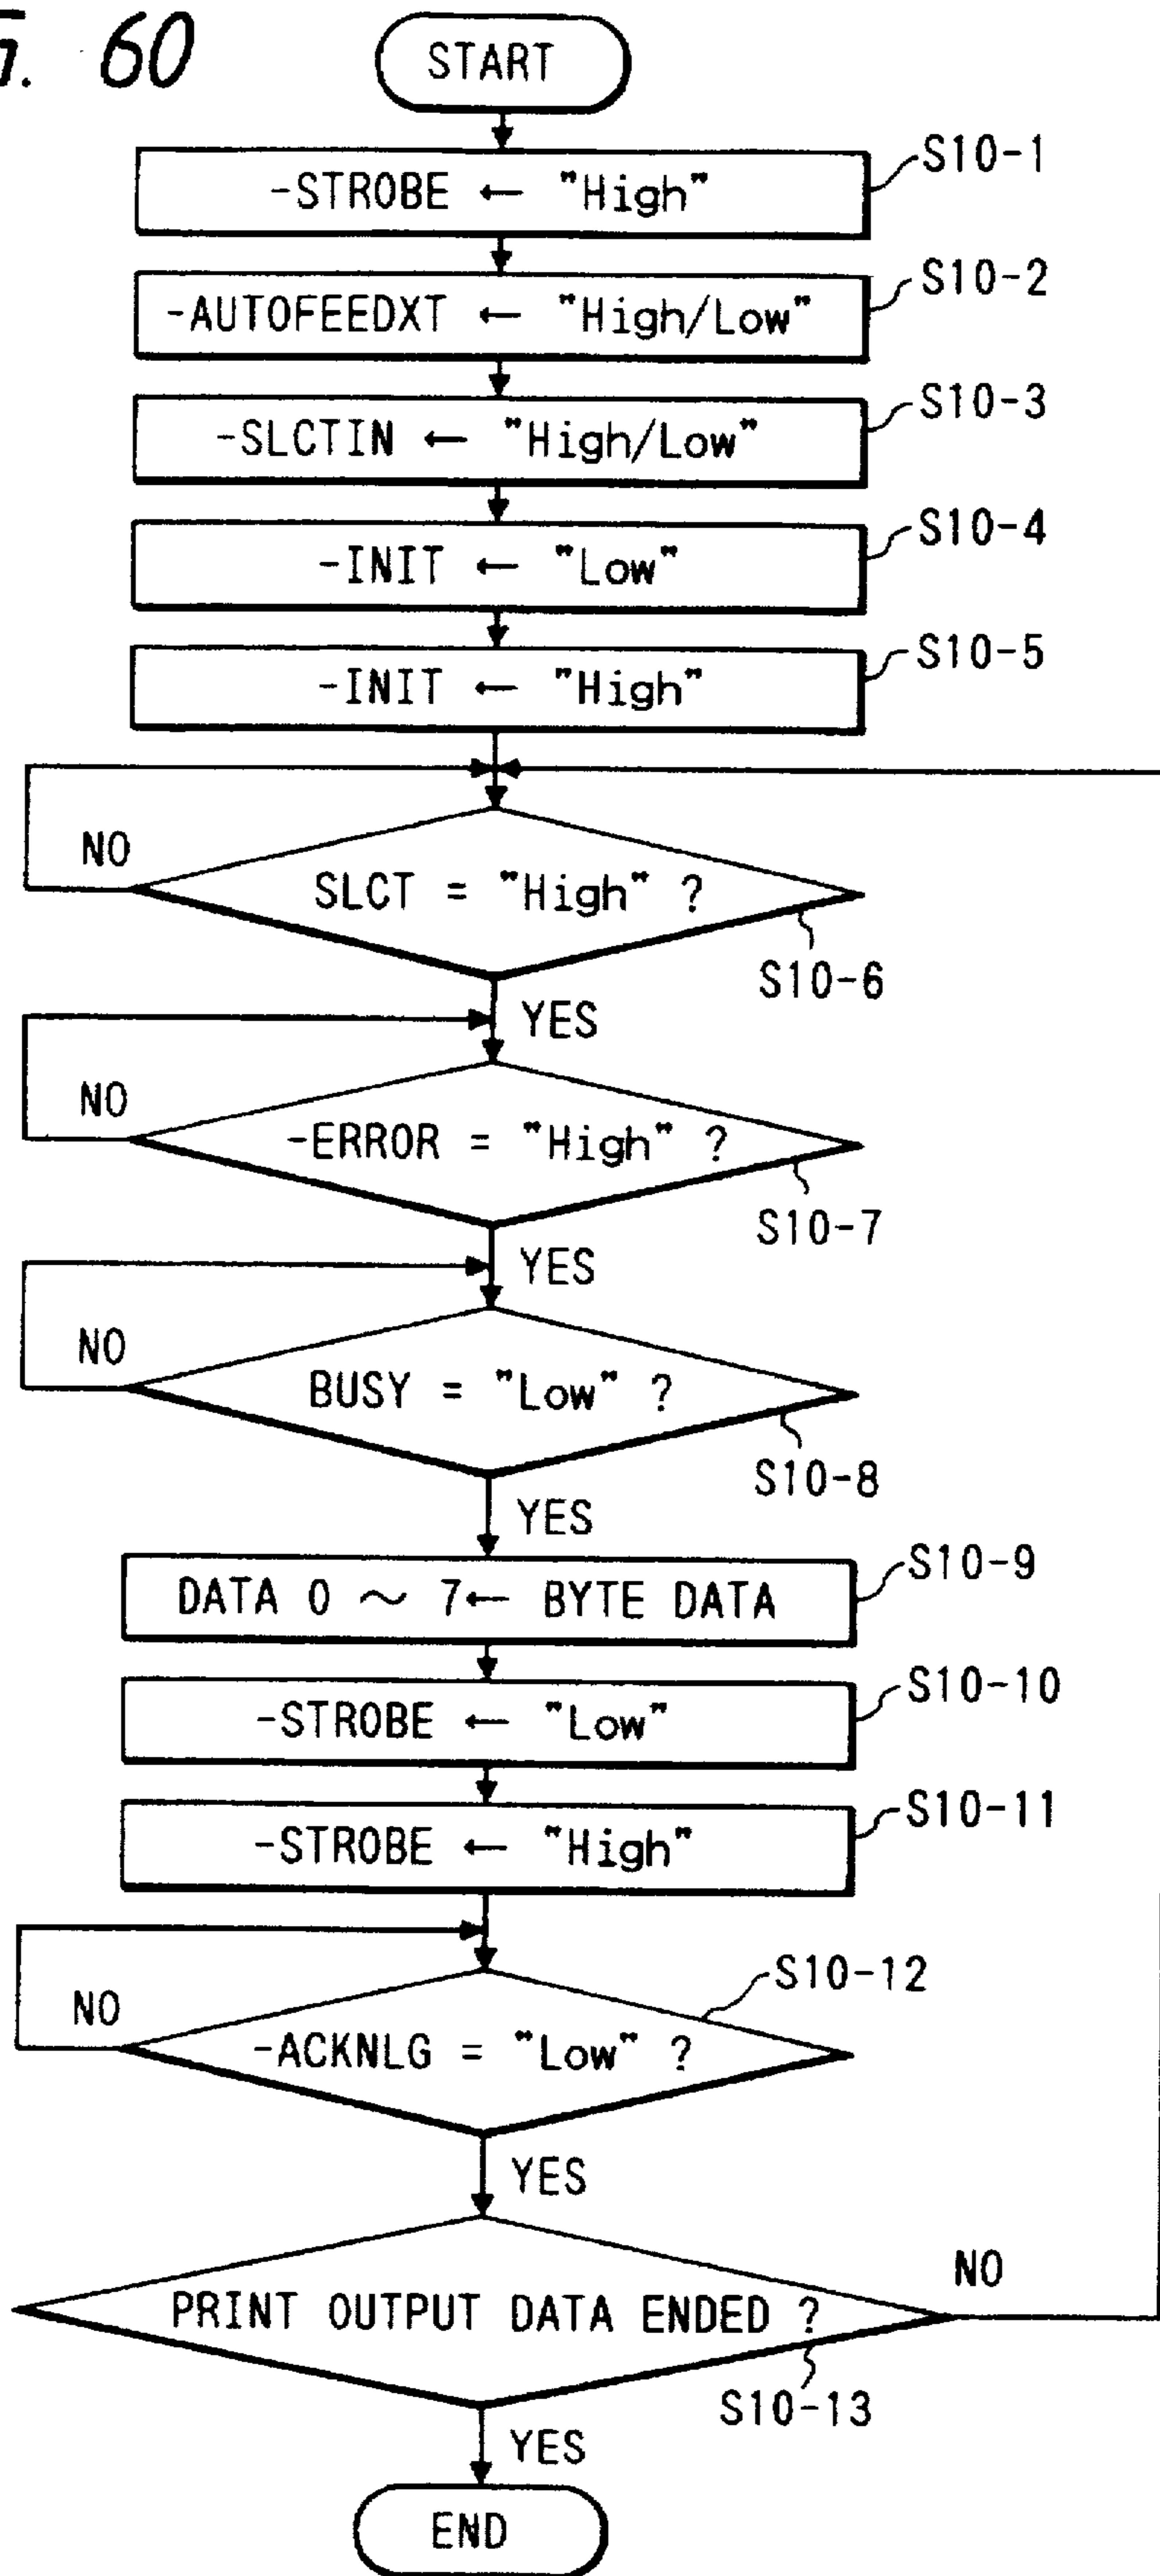 60
START
-STROBE ← "High"
S10-1
-AUTOFEEDXT ← "High/Low"
S10-2
-SLCTIN ← "High/Low"
S10-3
-INIT ← "Low"
S10-4
-INIT ← "High"
S10-5
NO
SLCT = "High" ?
S10-6
YES
NO
-ERROR = "High" ?
S10-7
YES
NO
BUSY = "Low" ?
S10-8
YES
DATA 0 ~ 7← BYTE DATA
S10-9
-STROBE ← "Low"
S10-10
-STROBE ← "High"
S10-11
S10-12
NO
-ACKNLG = "Low" ?
YES
NO
PRINT OUTPUT DATA ENDED ?
S10-13
YES
END